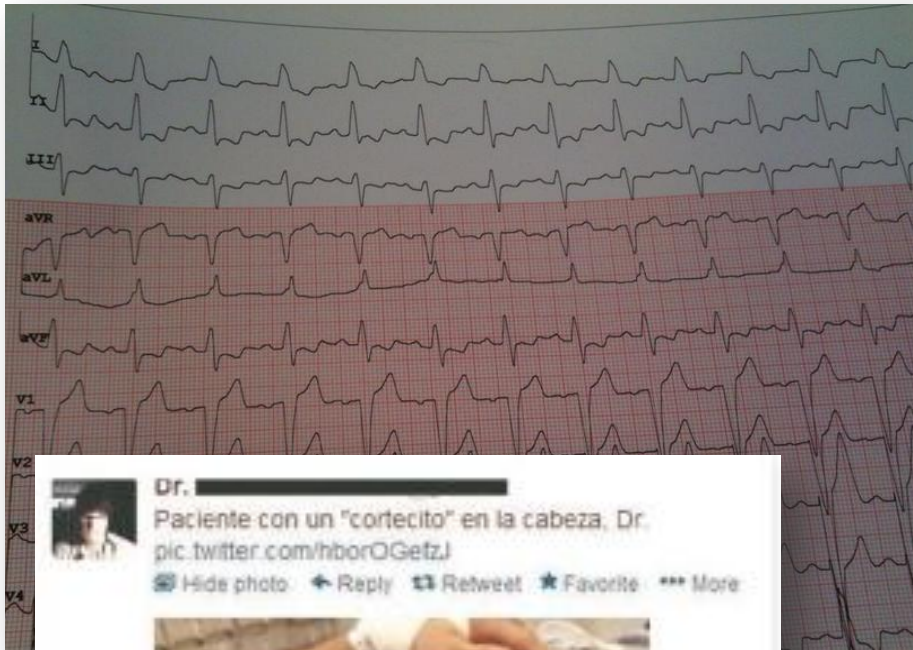 I
II
III
aVR
aVL
aVF
V1
V2
V3
V4
Dr.
Paciente con un "cortecito" en la cabeza, Dr.
pic.twitter.com/hborOGetzJ
Hide photo Reply Retweet Favorite ••• More